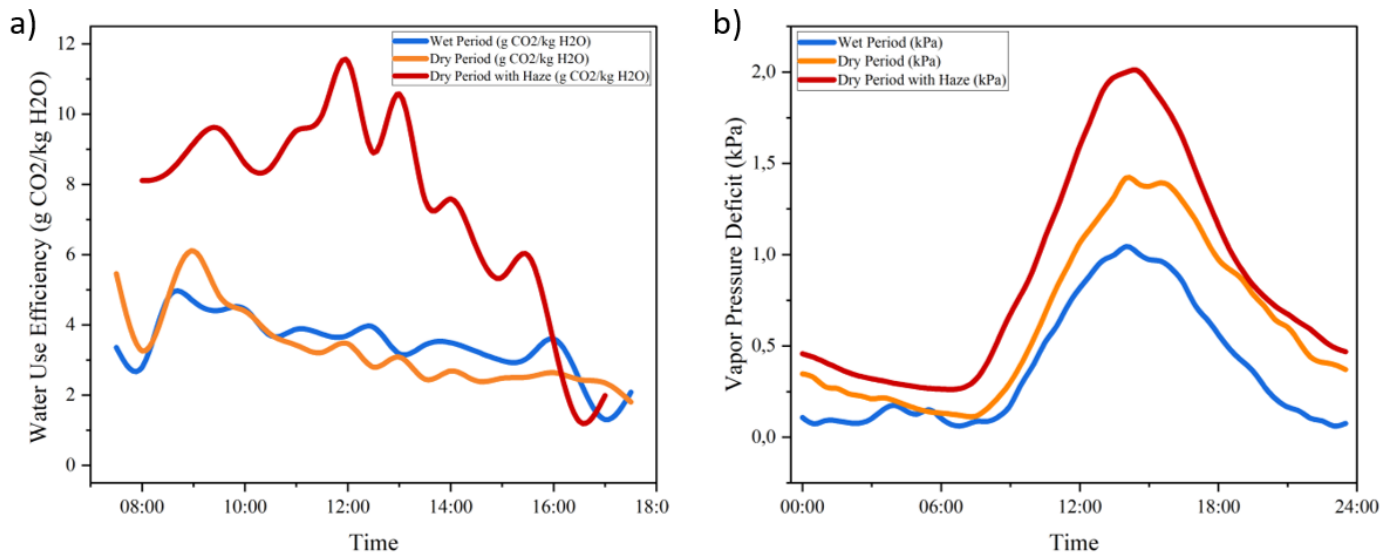 a)
Water Use Efficiency (g CO2/kg H2O)
12
10
8
6
4
2
0
Wet Period (g CO2/kg H2O)
Dry Period (g CO2/kg H2O)
Dry Period with Haze (g CO2/kg H2O)
08:00 10:00 12:00 14:00 16:00 18:0
Time
b)
Vapor Pressure Deficit (kPa)
2,0
1,5
1,0
0,5
0,0
Wet Period (kPa)
Dry Period (kPa)
Dry Period with Haze (kPa)
00:00 06:00 12:00 18:00 24:00
Time